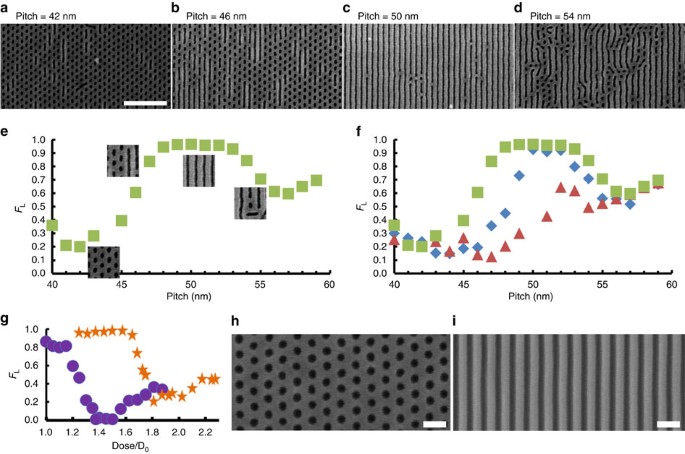 a Pitch = 42 nm
b Pitch = 46 nm
c Pitch = 50 nm
d Pitch = 54 nm
e
1.0
0.9
0.8
0.7
0.6
0.5
0.4
0.3
0.2
0.1
0.0
FL
40 45 50 55 60
Pitch (nm)
f
1.0
0.9
0.8
0.7
0.6
0.5
0.4
0.3
0.2
0.1
0.0
FL
40 45 50 55 60
Pitch (nm)
g
1.0
0.8
0.6
0.4
0.2
0
FL
1.0 1.2 1.4 1.6 1.8 2.0 2.2
Dose/D0
h
i